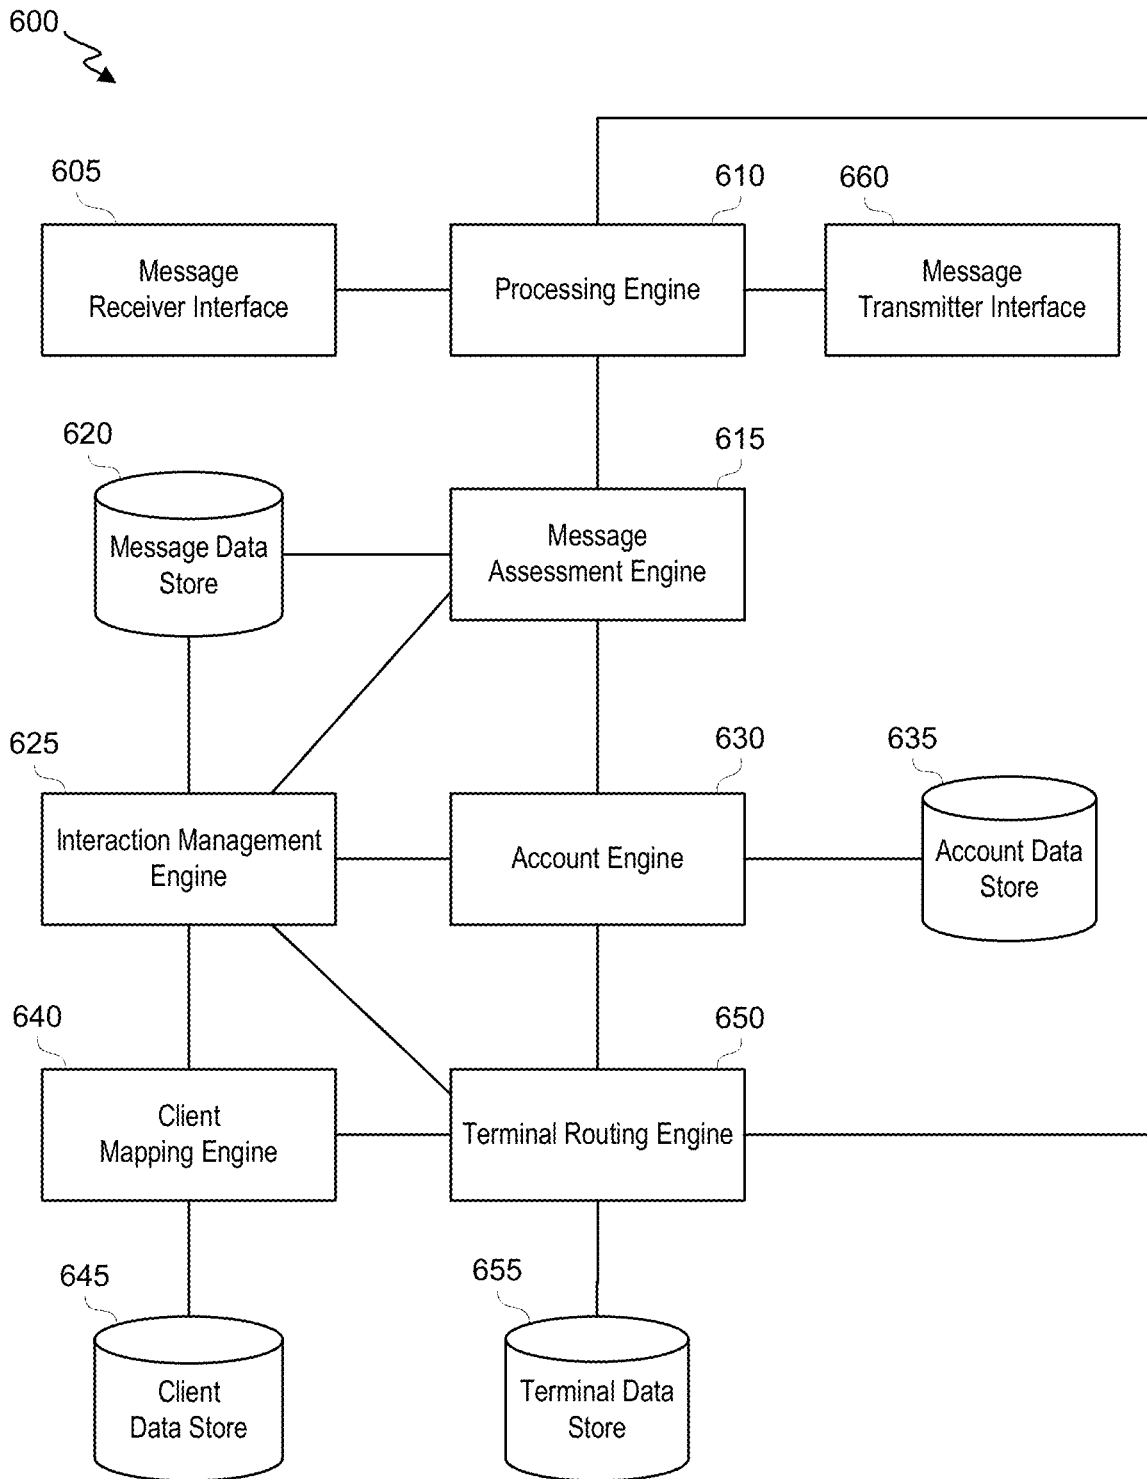 600
605
610
660
Message
Receiver Interface
Processing Engine
Message
Transmitter Interface
620
615
Message Data
Store
Message
Assessment Engine
625
630
635
Interaction Management
Engine
Account Engine
Account Data
Store
640
650
Client
Mapping Engine
Terminal Routing Engine
645
655
Client
Data Store
Terminal Data
Store